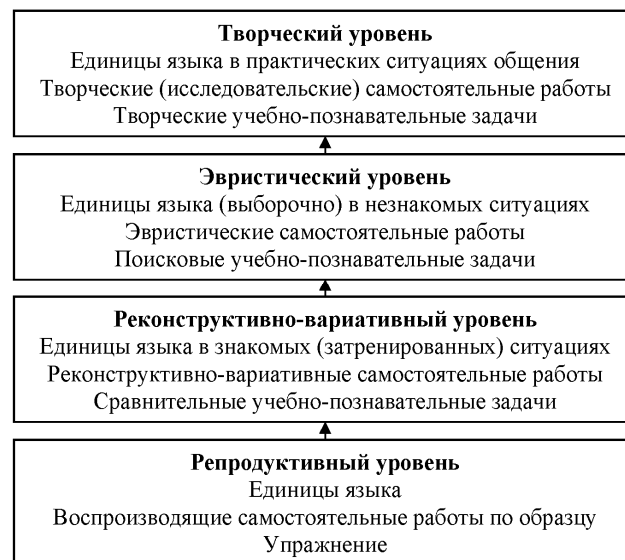 Творческий уровень
Единицы языка в практических ситуациях общения
Творческие (исследовательские) самостоятельные работы
Творческие учебно-познавательные задачи
Эвристический уровень
Единицы языка (выборочно) в незнакомых ситуациях
Эвристические самостоятельные работы
Поисковые учебно-познавательные задачи
Реконструктивно-вариативный уровень
Единицы языка в знакомых (затренированных) ситуациях
Реконструктивно-вариативные самостоятельные работы
Сравнительные учебно-познавательные задачи
Репродуктивный уровень
Единицы языка
Воспроизводящие самостоятельные работы по образцу
Упражнение